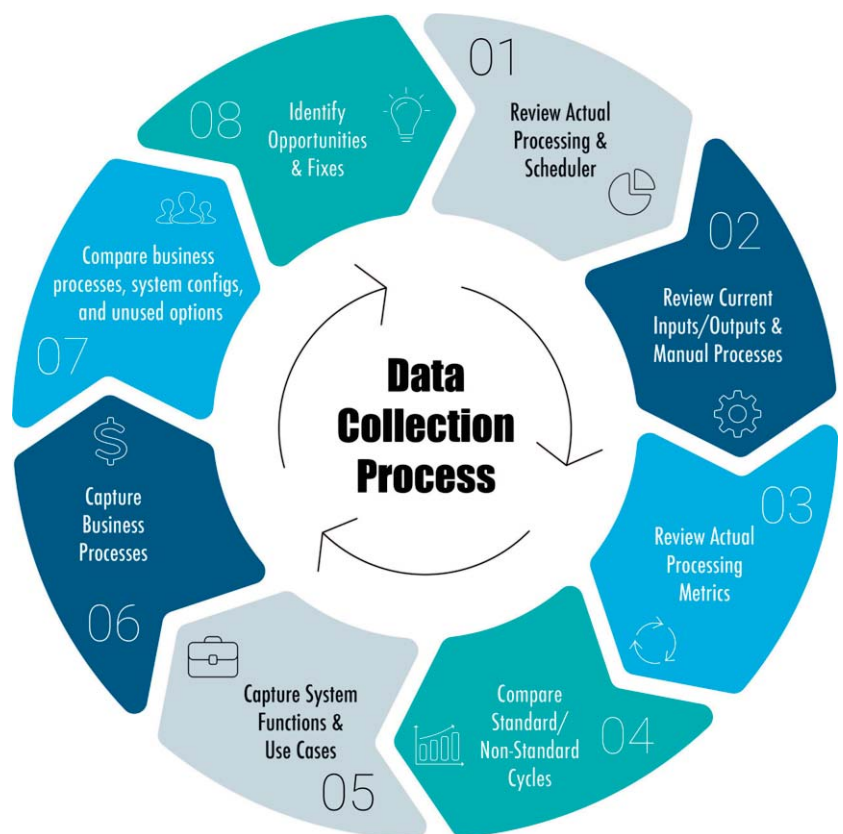 01
Review Actual
Processing &
Scheduler
02
Review Current
Inputs/Outputs &
Manual Processes
03
Review Actual
Processing
Metrics
04
Compare
Standard/
Non-Standard
Cycles
05
Capture System
Functions &
Use Cases
06
Capture
Business
Processes
07
Compare business
processes, system configs,
and unused options
08
Identify
Opportunities
& Fixes
Data
Collection
Process
$